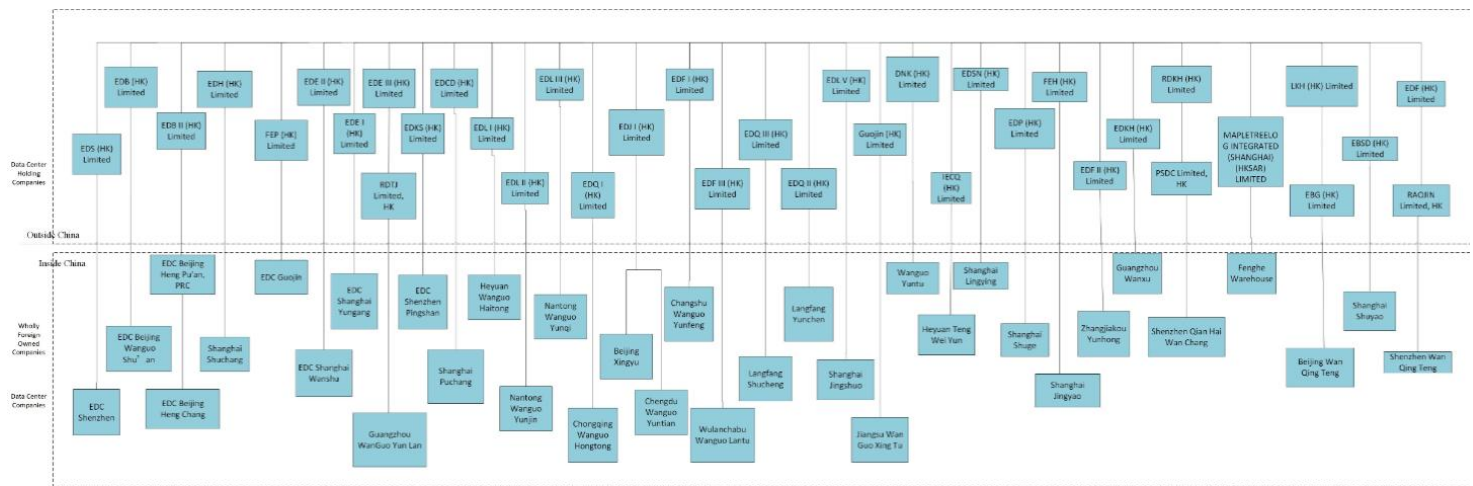 EDS (HK)
Limited
EDB (HK)
Limited
EDB II (HK)
Limited
EDH (HK)
Limited
FEP (HK)
Limited
EDE II (HK)
Limited
EDE I
(HK)
Limited
EDE III (HK)
Limited
BDTJ
Limited,
HK
EDKS (HK)
Limited
EDCD (HK)
Limited
EDL I (HK)
Limited
EDL II (HK)
Limited
EDL III (HK)
Limited
EDQ I
(HK)
Limited
EDJ I (HK)
Limited
EDF I (HK)
Limited
EDF III (HK)
Limited
EDQ III (HK)
Limited
EDQ II (HK)
Limited
EDL V (HK)
Limited
Guojin (HK)
Limited
DNK (HK)
Limited
IECQ
(HK)
Limited
EDSN (HK)
Limited
EDP (HK)
Limited
FEH (HK)
Limited
EDF II (HK)
Limited
EDKH (HK)
Limited
RDKH (HK)
Limited
PSDC Limited,
HK
MAPLETREELO
G INTEGRATED
(SHANGHAI)
(HKSAR)
LIMITED
LKH (HK) Limited
EBG (HK)
Limited
EBSD (HK)
Limited
EDF (HK)
Limited
RAOJIN
Limited, HK
Data Center
Holding
Companies
Outside China
Inside China
Wholly
Foreign
Owned
Companies
Data Center
Companies
EDC
Shenzhen
EDC Beijing
Wanguo
Shu'an
EDC Beijing
Heng Pu'an,
PRC
EDC Beijing
Heng Chang
Shanghai
Shuchang
EDC Guojin
EDC Shanghai
Wanshu
EDC
Shanghai
Yungang
Guangzhou
WanGuo Yun Lan
EDC
Shenzhen
Pingshan
Shanghai
Puchang
Heyuan
Wanguo
Haitong
Nantong
Wanguo
Yunjin
Nantong
Wanguo
Yunqi
Chongqing
Wanguo
Hongtong
Beijing
Xingyu
Chengdu
Wanguo
Yuntian
Changshu
Wanguo
Yunfeng
Wulanchabu
Wanguo Lantu
Langfang
Shucheng
Langfang
Yunchen
Shanghai
Jingshuo
Jiangsu Wan
Guo Xing Tu
Wanguo
Yuntu
Heyuan Teng
Wei Yun
Shanghai
Lingying
Shanghai
Shuge
Shanghai
Jingyao
Zhangjiakou
Yunhong
Guangzhou
Wanxu
Shenzhen Qian Hai
Wan Chang
Fenghe
Warehouse
Beijing Wan
Qing Teng
Shanghai
Shuyao
Shenzhen Wan
Qing Teng